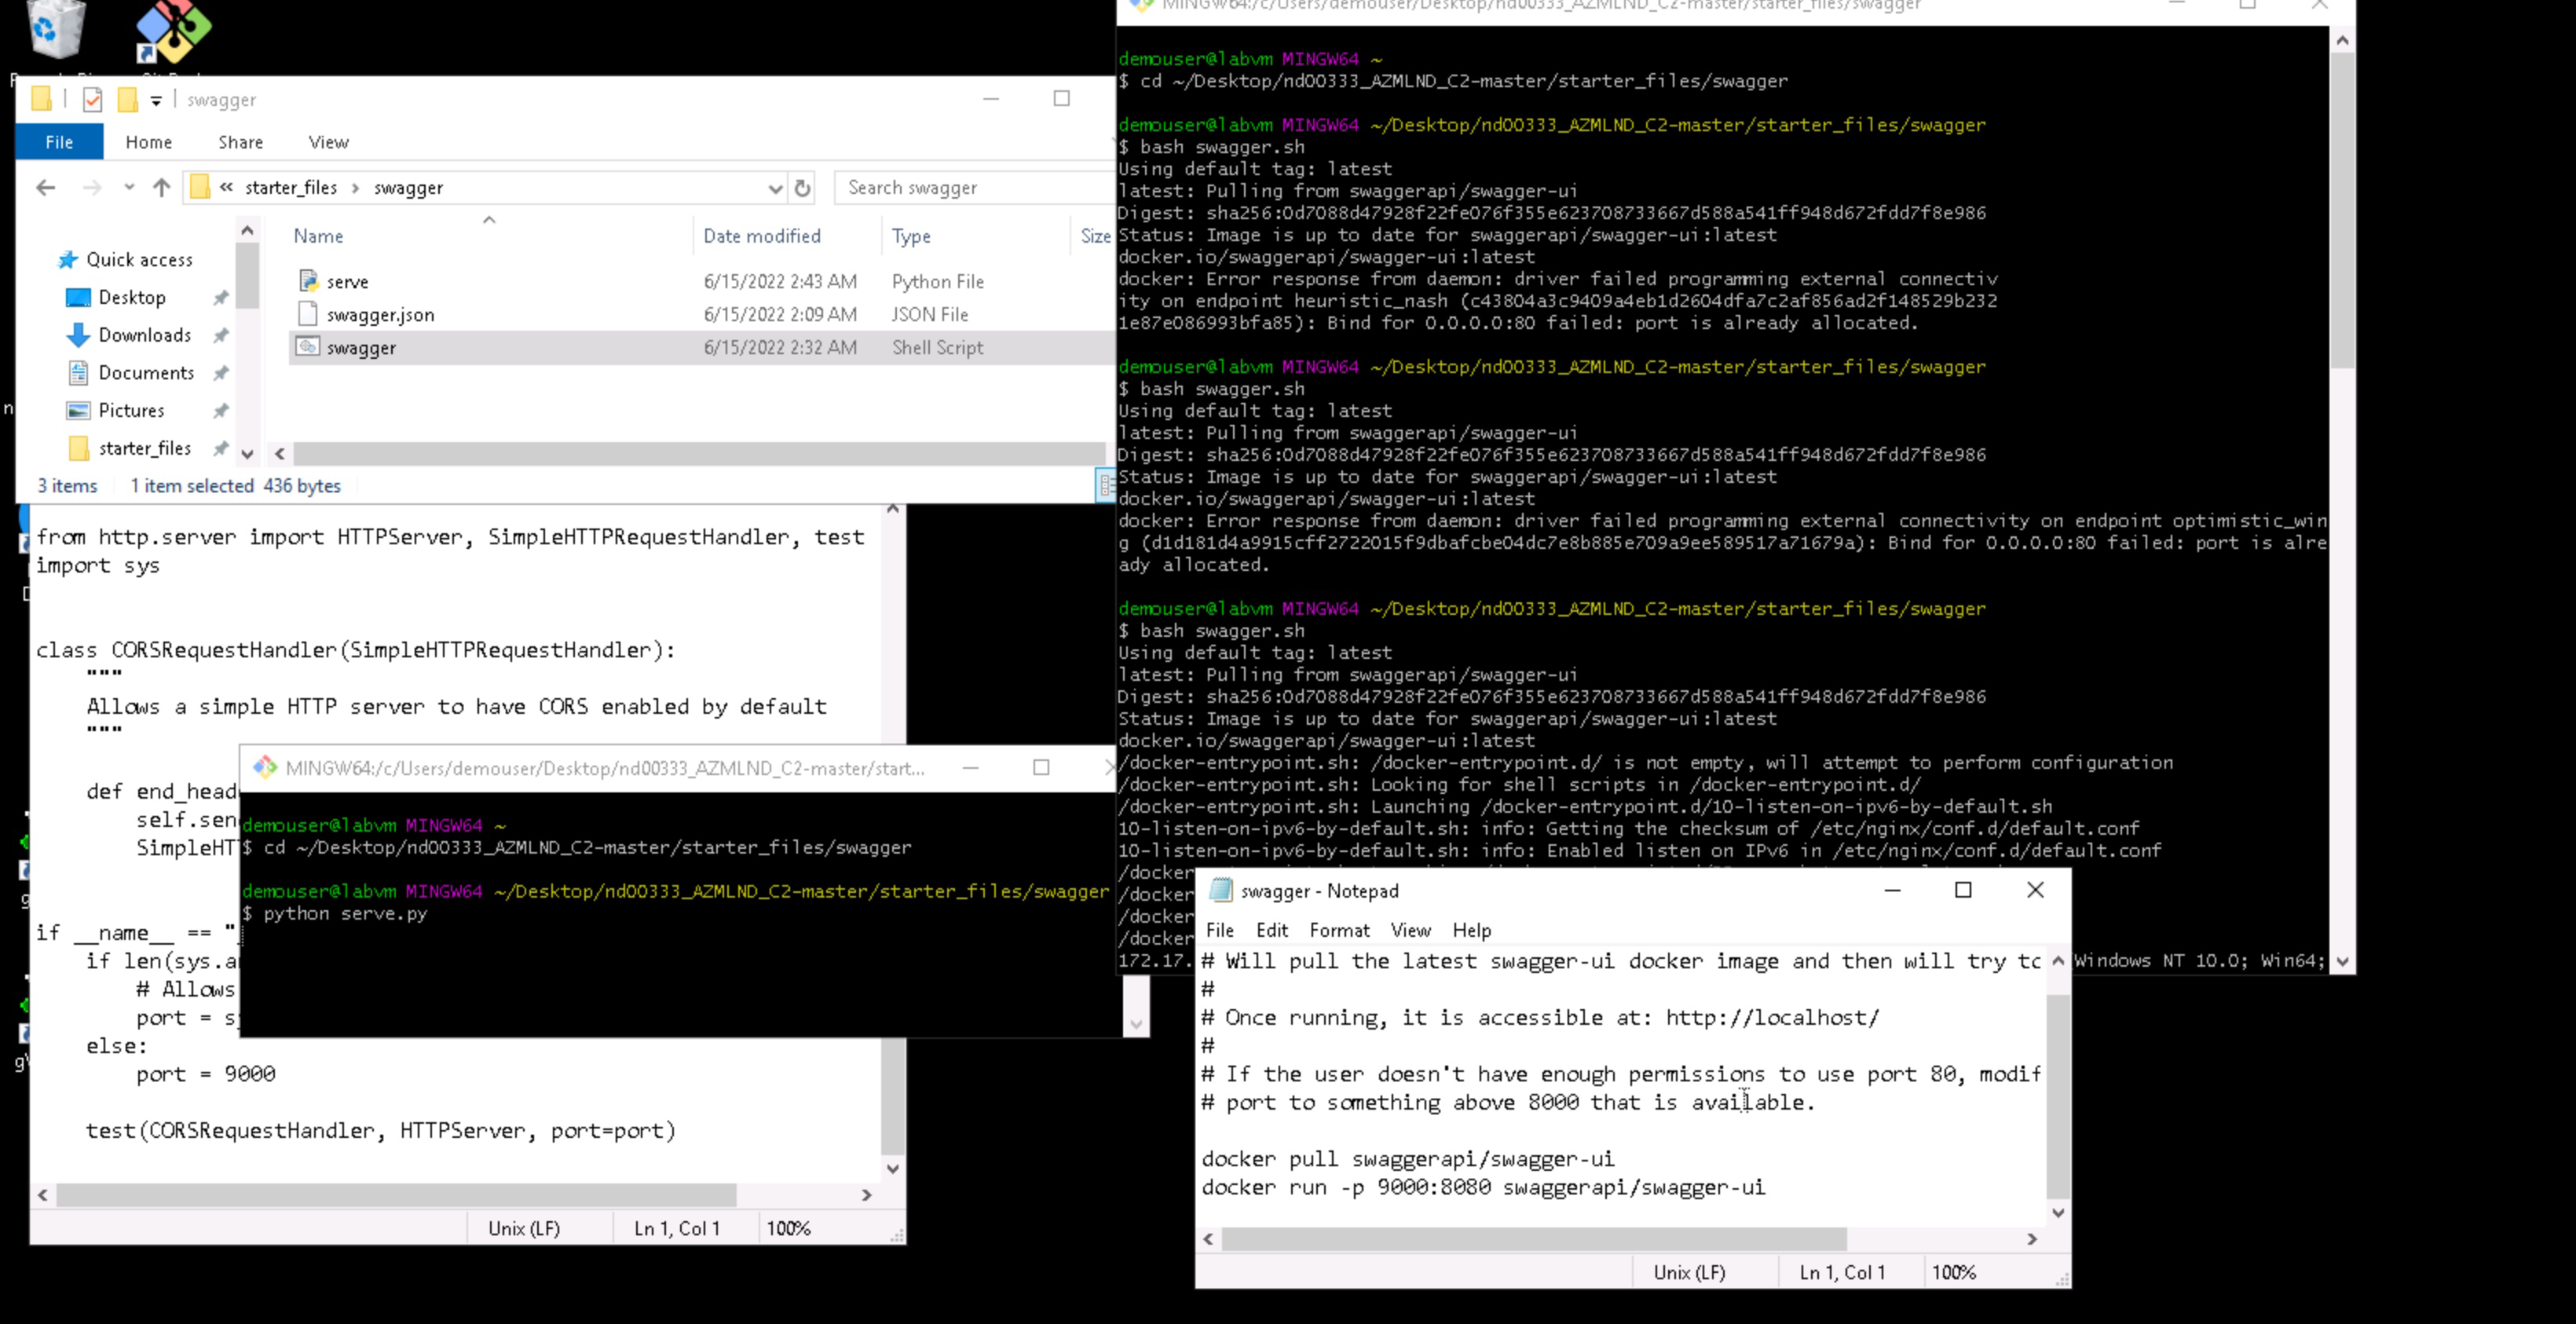 swagger
File Home Share View
« starter_files > swagger
Search swagger
Name Date modified Type Size
Quick access
Desktop
Downloads
Documents
Pictures
starter_files
serve 6/15/2022 2:43 AM Python File
swagger.json 6/15/2022 2:09 AM JSON File
swagger 6/15/2022 2:32 AM Shell Script
3 items 1 item selected 436 bytes
from http.server import HTTPServer, SimpleHTTPRequestHandler, test
import sys
class CORSRequestHandler(SimpleHTTPRequestHandler):
"""
Allows a simple HTTP server to have CORS enabled by default
"""
def end_head
self.sen
SimpleHT
if __name__ == "
if len(sys.a
# Allows
port = s
else:
port = 9000
test(CORSRequestHandler, HTTPServer, port=port)
Unix (LF) Ln 1, Col 1 100%
MINGW64:/c/Users/demouser/Desktop/nd00333_AZMLND_C2-master/start...
demouser@labvm MINGW64 ~
$ cd ~/Desktop/nd00333_AZMLND_C2-master/starter_files/swagger
demouser@labvm MINGW64 ~/Desktop/nd00333_AZMLND_C2-master/starter_files/swagger
$ python serve.py
MINGW64:/c/Users/demouser/Desktop/nd00333_AZMLND_C2-master/starter_files/swagger
demouser@labvm MINGW64 ~
$ cd ~/Desktop/nd00333_AZMLND_C2-master/starter_files/swagger
demouser@labvm MINGW64 ~/Desktop/nd00333_AZMLND_C2-master/starter_files/swagger
$ bash swagger.sh
Using default tag: latest
latest: Pulling from swaggerapi/swagger-ui
Digest: sha256:0d7088d47928f22fe076f355e623708733667d588a541ff948d672fdd7f8e986
Status: Image is up to date for swaggerapi/swagger-ui:latest
docker.io/swaggerapi/swagger-ui:latest
docker: Error response from daemon: driver failed programming external connectiv
ity on endpoint heuristic_nash (c43804a3c9409a4eb1d2604dfa7c2af856ad2f148529b232
1e87e086993bfa85): Bind for 0.0.0.0:80 failed: port is already allocated.
demouser@labvm MINGW64 ~/Desktop/nd00333_AZMLND_C2-master/starter_files/swagger
$ bash swagger.sh
Using default tag: latest
latest: Pulling from swaggerapi/swagger-ui
Digest: sha256:0d7088d47928f22fe076f355e623708733667d588a541ff948d672fdd7f8e986
Status: Image is up to date for swaggerapi/swagger-ui:latest
docker.io/swaggerapi/swagger-ui:latest
docker: Error response from daemon: driver failed programming external connectivity on endpoint optimistic_win
g (d1d181d4a9915cff2722015f9dbafcbe04dc7e8b885e709a9ee589517a71679a): Bind for 0.0.0.0:80 failed: port is alre
ady allocated.
demouser@labvm MINGW64 ~/Desktop/nd00333_AZMLND_C2-master/starter_files/swagger
$ bash swagger.sh
Using default tag: latest
latest: Pulling from swaggerapi/swagger-ui
Digest: sha256:0d7088d47928f22fe076f355e623708733667d588a541ff948d672fdd7f8e986
Status: Image is up to date for swaggerapi/swagger-ui:latest
docker.io/swaggerapi/swagger-ui:latest
/docker-entrypoint.sh: /docker-entrypoint.d/ is not empty, will attempt to perform configuration
/docker-entrypoint.sh: Looking for shell scripts in /docker-entrypoint.d/
/docker-entrypoint.sh: Launching /docker-entrypoint.d/10-listen-on-ipv6-by-default.sh
10-listen-on-ipv6-by-default.sh: info: Getting the checksum of /etc/nginx/conf.d/default.conf
10-listen-on-ipv6-by-default.sh: info: Enabled listen on IPv6 in /etc/nginx/conf.d/default.conf
/docker
/docker
/docker
/docker
172.17. Windows NT 10.0; Win64;
swagger - Notepad
File Edit Format View Help
# Will pull the latest swagger-ui docker image and then will try to
#
# Once running, it is accessible at: http://localhost/
#
# If the user doesn't have enough permissions to use port 80, modif
# port to something above 8000 that is available.
docker pull swaggerapi/swagger-ui
docker run -p 9000:8080 swaggerapi/swagger-ui
Unix (LF) Ln 1, Col 1 100%